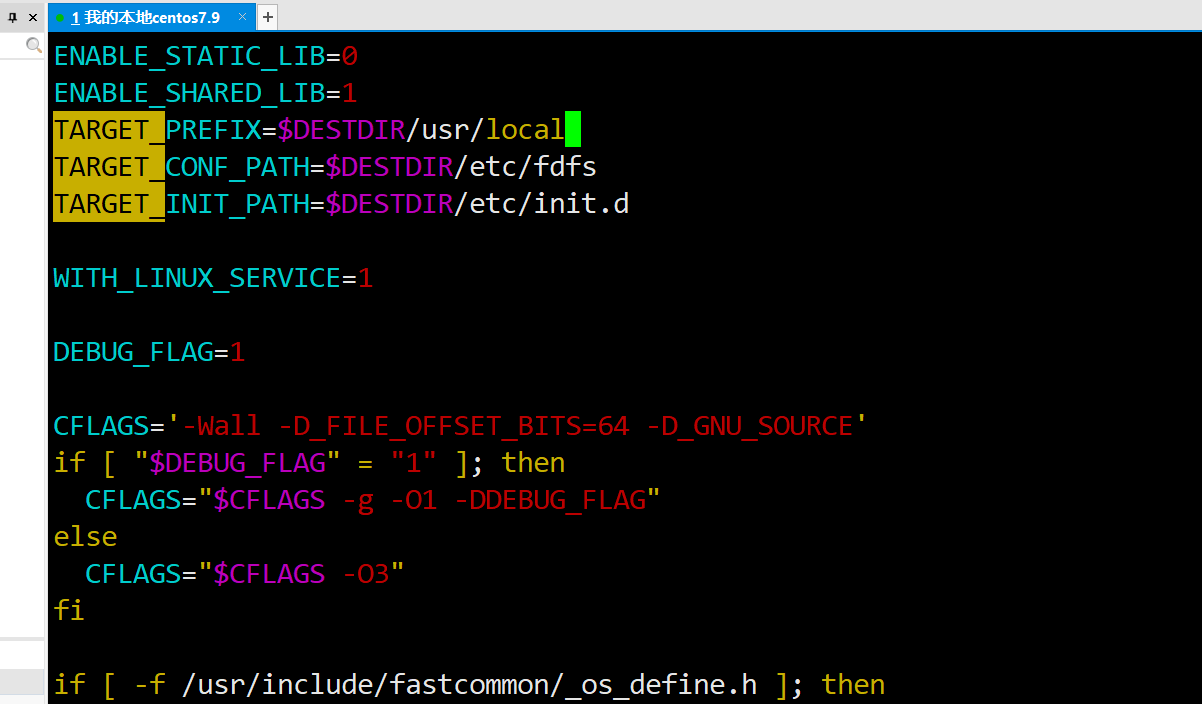 1 我的本地centos7.9
ENABLE_STATIC_LIB=0
ENABLE_SHARED_LIB=1
TARGET_PREFIX=$DESTDIR/usr/local
TARGET_CONF_PATH=$DESTDIR/etc/fdfs
TARGET_INIT_PATH=$DESTDIR/etc/init.d
WITH_LINUX_SERVICE=1
DEBUG_FLAG=1
CFLAGS='-Wall -D_FILE_OFFSET_BITS=64 -D_GNU_SOURCE'
if [ "$DEBUG_FLAG" = "1" ]; then
  CFLAGS="$CFLAGS -g -O1 -DDEBUG_FLAG"
else
  CFLAGS="$CFLAGS -O3"
fi
if [ -f /usr/include/fastcommon/_os_define.h ]; then